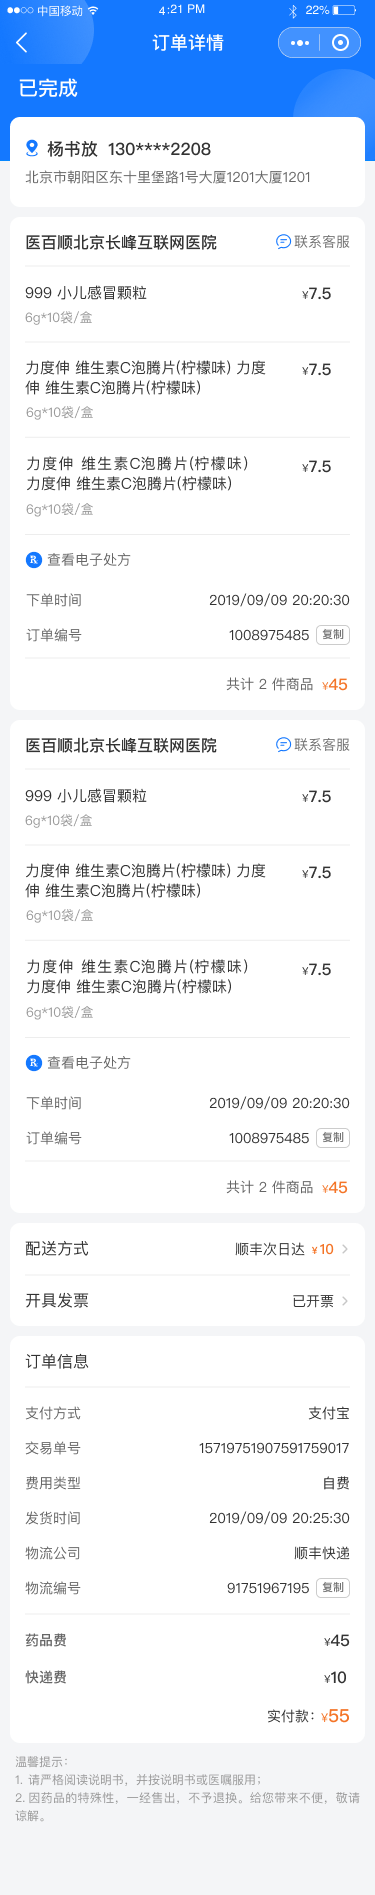 中国移动 4:21 PM 22%
订单详情
已完成
杨书放 130****2208
北京市朝阳区东十里堡路1号大厦1201大厦1201
医百顺北京长峰互联网医院 联系客服
999 小儿感冒颗粒 ¥7.5
6g*10袋/盒
力度伸 维生素C泡腾片(柠檬味) 力度 ¥7.5
伸 维生素C泡腾片(柠檬味)
6g*10袋/盒
力度伸 维生素C泡腾片(柠檬味) ¥7.5
力度伸 维生素C泡腾片(柠檬味)
6g*10袋/盒
R 查看电子处方
下单时间 2019/09/09 20:20:30
订单编号 1008975485 复制
共计 2 件商品 ¥45
医百顺北京长峰互联网医院 联系客服
999 小儿感冒颗粒 ¥7.5
6g*10袋/盒
力度伸 维生素C泡腾片(柠檬味) 力度 ¥7.5
伸 维生素C泡腾片(柠檬味)
6g*10袋/盒
力度伸 维生素C泡腾片(柠檬味) ¥7.5
力度伸 维生素C泡腾片(柠檬味)
6g*10袋/盒
R 查看电子处方
下单时间 2019/09/09 20:20:30
订单编号 1008975485 复制
共计 2 件商品 ¥45
配送方式 顺丰次日达 ¥10
开具发票 已开票
订单信息
支付方式 支付宝
交易单号 15719751907591759017
费用类型 自费
发货时间 2019/09/09 20:25:30
物流公司 顺丰快递
物流编号 91751967195 复制
药品费 ¥45
快递费 ¥10
实付款：¥55
温馨提示：
1. 请严格阅读说明书，并按说明书或医嘱服用；
2. 因药品的特殊性，一经售出，不予退换。给您带来不便，敬请
谅解。